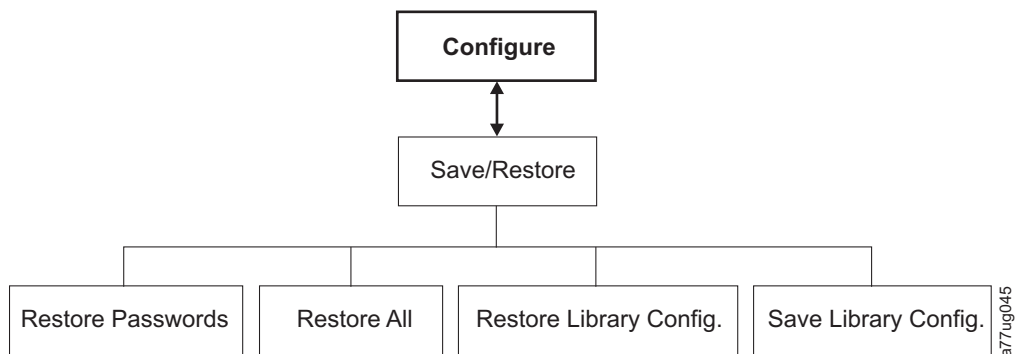 Configure
Save/Restore
Restore Passwords
Restore All
Restore Library Config.
Save Library Config.
a77ug045